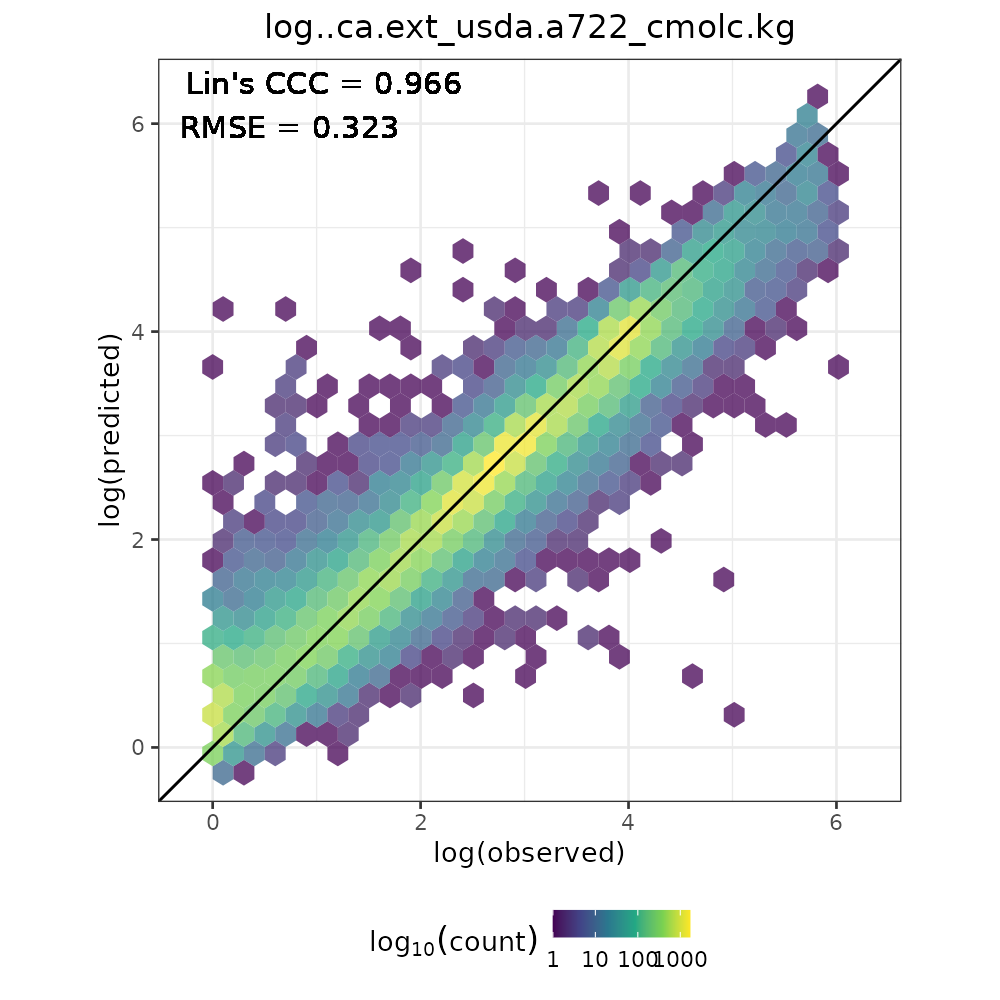 log..ca.ext_usda.a722_cmolc.kg
Lin's CCC = 0.966
RMSE = 0.323
6
4
2
0
log(predicted)
0 2 4 6
log(observed)
log10(count)
1 10 100 1000